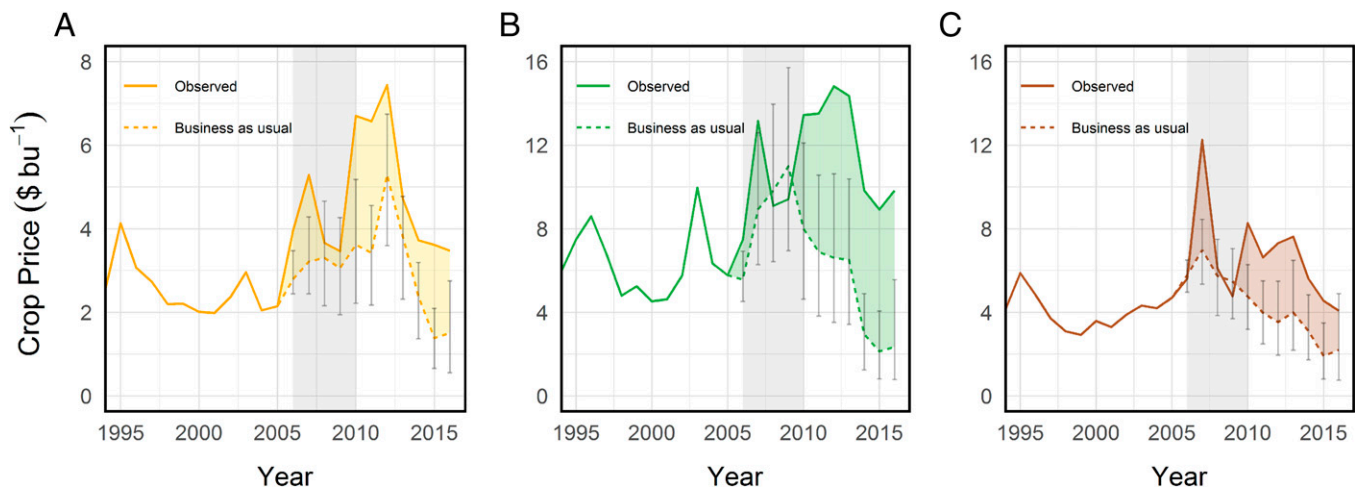 A
B
C
Crop Price ($ bu⁻¹)
8
6
4
2
0
Observed
Business as usual
1995 2000 2005 2010 2015
Year
16
12
8
4
0
Observed
Business as usual
1995 2000 2005 2010 2015
Year
16
12
8
4
0
Observed
Business as usual
1995 2000 2005 2010 2015
Year